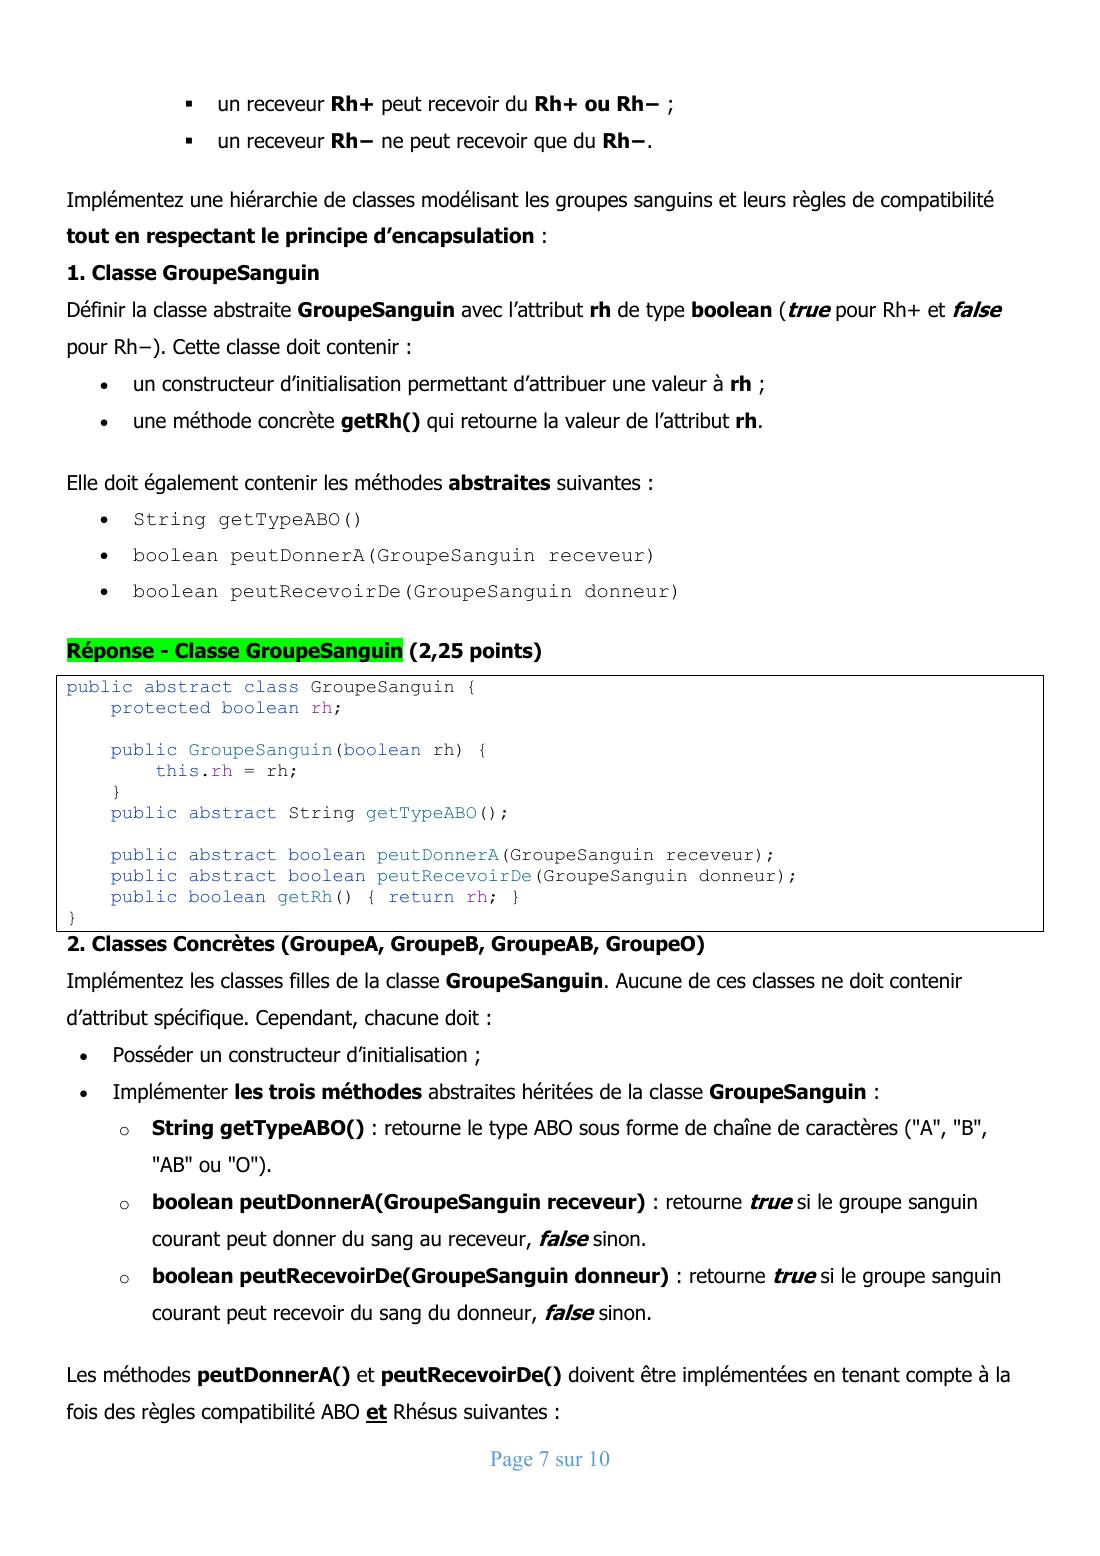 ▪ un receveur Rh+ peut recevoir du Rh+ ou Rh− ;
▪ un receveur Rh− ne peut recevoir que du Rh−.
Implémentez une hiérarchie de classes modélisant les groupes sanguins et leurs règles de compatibilité
tout en respectant le principe d’encapsulation :
1. Classe GroupeSanguin
Définir la classe abstraite GroupeSanguin avec l’attribut rh de type boolean (true pour Rh+ et false
pour Rh−). Cette classe doit contenir :
• un constructeur d’initialisation permettant d’attribuer une valeur à rh ;
• une méthode concrète getRh() qui retourne la valeur de l’attribut rh.
Elle doit également contenir les méthodes abstraites suivantes :
• String getTypeABO()
• boolean peutDonnerA(GroupeSanguin receveur)
• boolean peutRecevoirDe(GroupeSanguin donneur)
Réponse - Classe GroupeSanguin (2,25 points)
public abstract class GroupeSanguin {
    protected boolean rh;
    public GroupeSanguin(boolean rh) {
        this.rh = rh;
    }
    public abstract String getTypeABO();
    public abstract boolean peutDonnerA(GroupeSanguin receveur);
    public abstract boolean peutRecevoirDe(GroupeSanguin donneur);
    public boolean getRh() { return rh; }
}
2. Classes Concrètes (GroupeA, GroupeB, GroupeAB, GroupeO)
Implémentez les classes filles de la classe GroupeSanguin. Aucune de ces classes ne doit contenir
d’attribut spécifique. Cependant, chacune doit :
• Posséder un constructeur d’initialisation ;
• Implémenter les trois méthodes abstraites héritées de la classe GroupeSanguin :
o String getTypeABO() : retourne le type ABO sous forme de chaîne de caractères ("A", "B",
"AB" ou "O").
o boolean peutDonnerA(GroupeSanguin receveur) : retourne true si le groupe sanguin
courant peut donner du sang au receveur, false sinon.
o boolean peutRecevoirDe(GroupeSanguin donneur) : retourne true si le groupe sanguin
courant peut recevoir du sang du donneur, false sinon.
Les méthodes peutDonnerA() et peutRecevoirDe() doivent être implémentées en tenant compte à la
fois des règles compatibilité ABO et Rhésus suivantes :
Page 7 sur 10